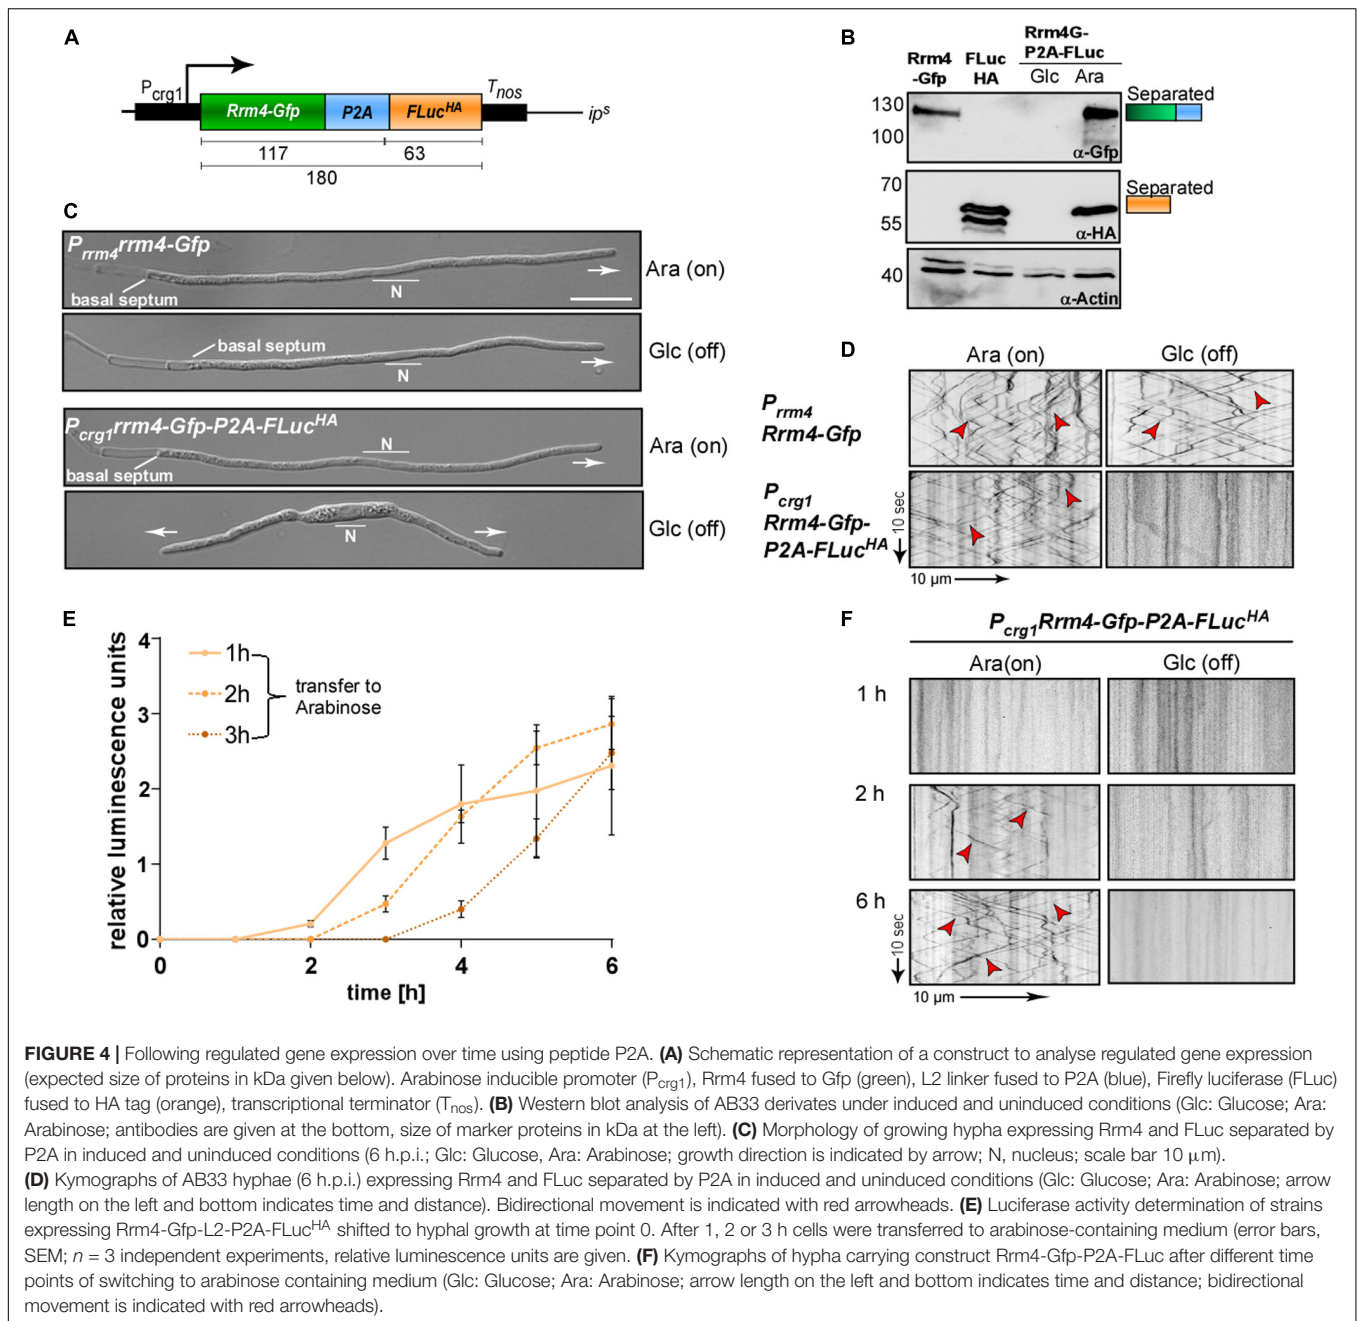 A
P_crg1
T_nos
Rrm4-Gfp P2A FLuc^HA
ip^s
117 63
180
B
Rrm4
-Gfp
FLuc
HA
Rrm4G-
P2A-FLuc
Glc Ara
130
100
α-Gfp
Separated
70
55
α-HA
Separated
40
α-Actin
C
P_rrm4 rrm4-Gfp
basal septum
N
Ara (on)
basal septum
N
Glc (off)
P_crg1 rrm4-Gfp-P2A-FLuc^HA
N
basal septum
Ara (on)
N
Glc (off)
D
Ara (on) Glc (off)
P_rrm4
Rrm4-Gfp
P_crg1
Rrm4-Gfp-
P2A-FLuc^HA
10 sec
10 µm
E
relative luminescence units
4
3
2
1
0
1h
2h
3h
transfer to
Arabinose
0 2 4 6
time [h]
F
P_crg1 Rrm4-Gfp-P2A-FLuc^HA
Ara(on) Glc (off)
1 h
2 h
6 h
10 sec
10 µm
FIGURE 4 | Following regulated gene expression over time using peptide P2A. (A) Schematic representation of a construct to analyse regulated gene expression
(expected size of proteins in kDa given below). Arabinose inducible promoter (P_crg1), Rrm4 fused to Gfp (green), L2 linker fused to P2A (blue), Firefly luciferase (FLuc)
fused to HA tag (orange), transcriptional terminator (T_nos). (B) Western blot analysis of AB33 derivates under induced and uninduced conditions (Glc: Glucose; Ara:
Arabinose; antibodies are given at the bottom, size of marker proteins in kDa at the left). (C) Morphology of growing hypha expressing Rrm4 and FLuc separated by
P2A in induced and uninduced conditions (6 h.p.i.; Glc: Glucose, Ara: Arabinose; growth direction is indicated by arrow; N, nucleus; scale bar 10 µm).
(D) Kymographs of AB33 hyphae (6 h.p.i.) expressing Rrm4 and FLuc separated by P2A in induced and uninduced conditions (Glc: Glucose; Ara: Arabinose; arrow
length on the left and bottom indicates time and distance). Bidirectional movement is indicated with red arrowheads. (E) Luciferase activity determination of strains
expressing Rrm4-Gfp-L2-P2A-FLuc^HA shifted to hyphal growth at time point 0. After 1, 2 or 3 h cells were transferred to arabinose-containing medium (error bars,
SEM; n = 3 independent experiments, relative luminescence units are given. (F) Kymographs of hypha carrying construct Rrm4-Gfp-P2A-FLuc after different time
points of switching to arabinose containing medium (Glc: Glucose; Ara: Arabinose; arrow length on the left and bottom indicates time and distance; bidirectional
movement is indicated with red arrowheads).